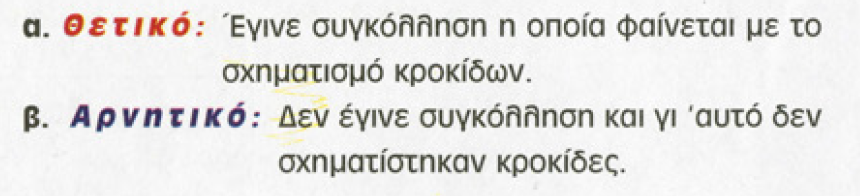 α. Θετικό: Έγινε συγκόλληση η οποία φαίνεται με το
σχηματισμό κροκίδων.
β. Αρνητικό: Δεν έγινε συγκόλληση και γι 'αυτό δεν
σχηματίστηκαν κροκίδες.